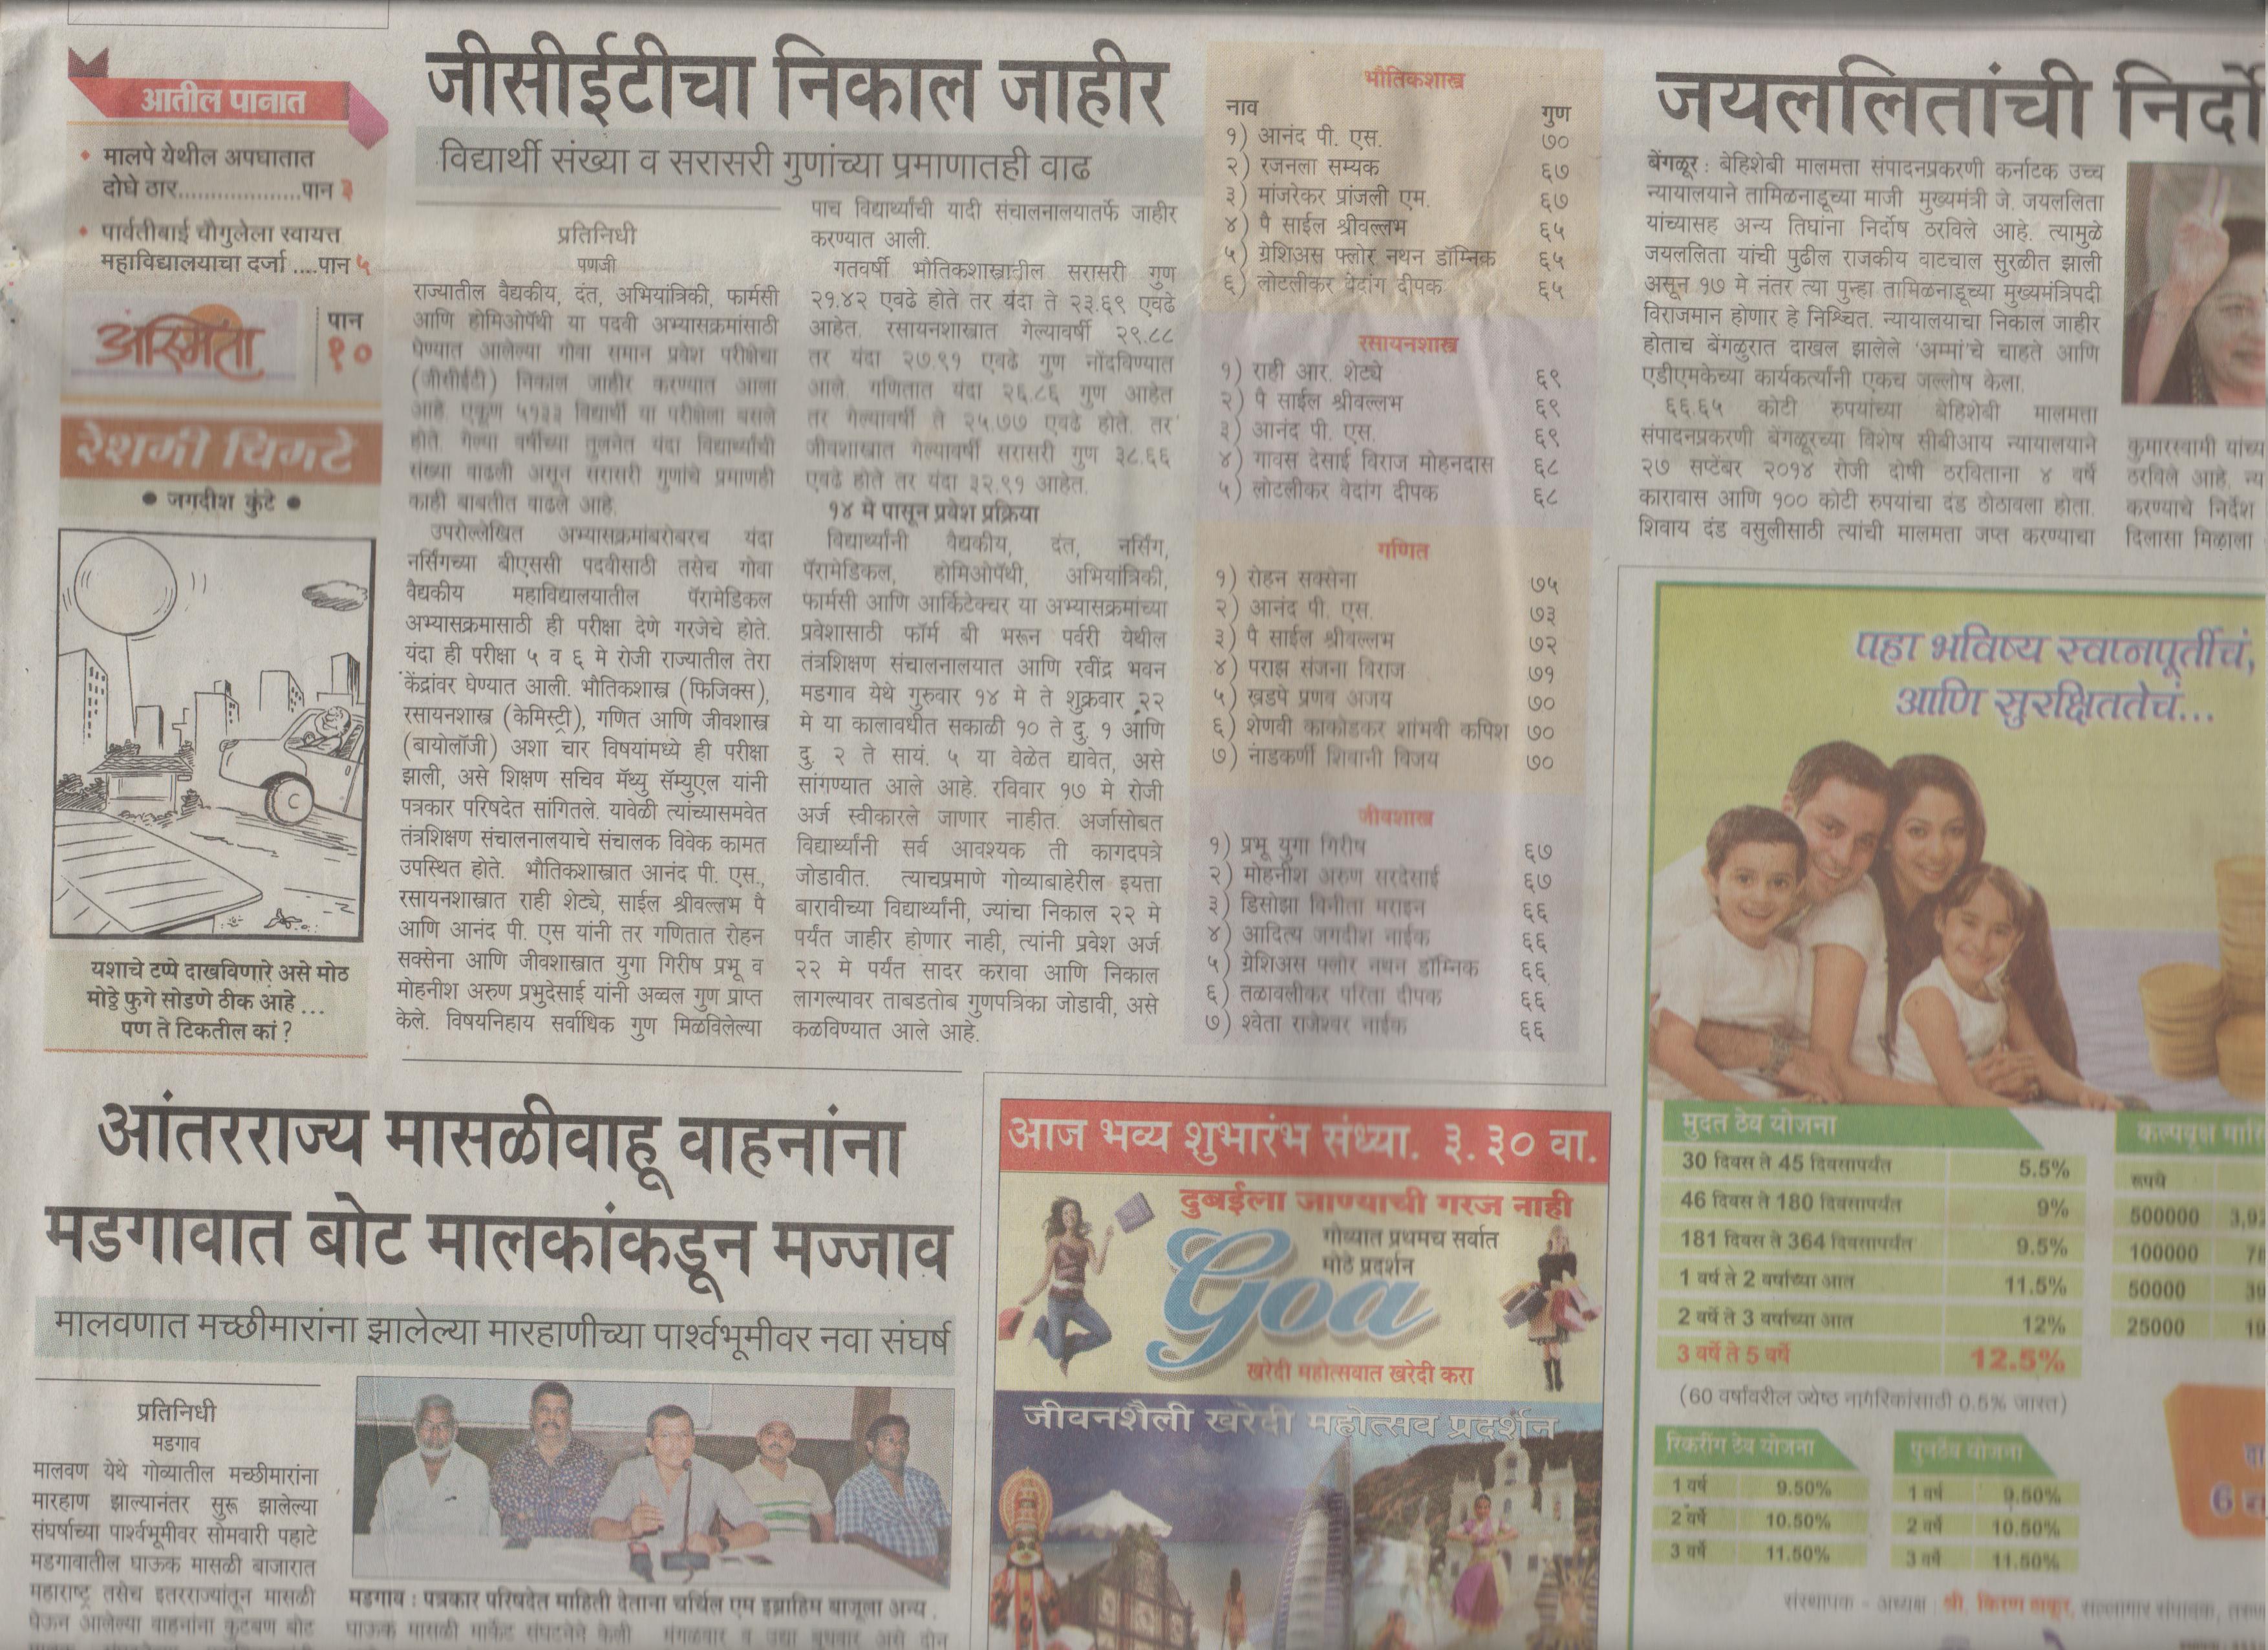 आतील पानात
मालपे येथील अपघातात
दोघे ठार...................पान ३
पार्वतीबाई चौगुलेला स्वायत्त
महाविद्यालयाचा दर्जा ....पान ५
अस्मिता
पान
१०
रेशमी चिमटे
● जगदीश कुंटे ●
यशाचे टप्पे दाखविणारे असे मोठ
मोठ्ठे फुगे सोडणे ठीक आहे...
पण ते टिकतील कां ?
जीसीईटीचा निकाल जाहीर
विद्यार्थी संख्या व सरासरी गुणांच्या प्रमाणातही वाढ
प्रतिनिधी
पणजी
राज्यातील वैद्यकीय, दंत, अभियांत्रिकी, फार्मसी
आणि होमिओपॅथी या पदवी अभ्यासक्रमांसाठी
घेण्यात आलेल्या गोवा समान प्रवेश परीक्षेचा
(जीसीईटी) निकाल जाहीर करण्यात आला
आहे. एकूण ५१३३ विद्यार्थी या परीक्षेला बसले
होते. गेल्या वर्षीच्या तुलनेत यंदा विद्यार्थ्यांची
संख्या वाढली असून सरासरी गुणांचे प्रमाणही
काही बाबतीत वाढले आहे.
उपरोल्लेखित अभ्यासक्रमांबरोबरच यंदा
नर्सिंगच्या बीएससी पदवीसाठी तसेच गोवा
वैद्यकीय महाविद्यालयातील पॅरामेडिकल
अभ्यासक्रमासाठी ही परीक्षा देणे गरजेचे होते.
यंदा ही परीक्षा ५ व ६ मे रोजी राज्यातील तेरा
केंद्रांवर घेण्यात आली. भौतिकशास्त्र (फिजिक्स),
रसायनशास्त्र (केमिस्ट्री), गणित आणि जीवशास्त्र
(बायोलॉजी) अशा चार विषयांमध्ये ही परीक्षा
झाली, असे शिक्षण सचिव मॅथ्यु सॅम्युएल यांनी
पत्रकार परिषदेत सांगितले. यावेळी त्यांच्यासमवेत
तंत्रशिक्षण संचालनालयाचे संचालक विवेक कामत
उपस्थित होते. भौतिकशास्त्रात आनंद पी. एस.,
रसायनशास्त्रात राही शेट्ये, साईल श्रीवल्लभ पै
आणि आनंद पी. एस यांनी तर गणितात रोहन
सक्सेना आणि जीवशास्त्रात युगा गिरीष प्रभू व
मोहनीश अरुण प्रभुदेसाई यांनी अव्वल गुण प्राप्त
केले. विषयनिहाय सर्वाधिक गुण मिळविलेल्या
पाच विद्यार्थ्यांची यादी संचालनालयातर्फे जाहीर
करण्यात आली.
गतवर्षी भौतिकशास्त्रातील सरासरी गुण
२१.४२ एवढे होते तर यंदा ते २३.६९ एवढे
आहेत. रसायनशास्त्रात गेल्यावर्षी २९.८८
तर यंदा २७.९१ एवढे गुण नोंदविण्यात
आले. गणितात यंदा २६.८६ गुण आहेत
तर गेल्यावर्षी ते २५.७७ एवढे होते. तर
जीवशास्त्रात गेल्यावर्षी सरासरी गुण ३८.६६
एवढे होते तर यंदा ३२.९१ आहेत.
१४ मे पासून प्रवेश प्रक्रिया
विद्यार्थ्यांनी वैद्यकीय, दंत, नर्सिंग,
पॅरामेडिकल, होमिओपॅथी, अभियांत्रिकी,
फार्मसी आणि आर्किटेक्चर या अभ्यासक्रमांच्या
प्रवेशासाठी फॉर्म बी भरून पर्वरी येथील
तंत्रशिक्षण संचालनालयात आणि रवींद्र भवन
मडगाव येथे गुरुवार १४ मे ते शुक्रवार २२
मे या कालावधीत सकाळी १० ते दु. १ आणि
दु. २ ते सायं. ५ या वेळेत द्यावेत, असे
सांगण्यात आले आहे. रविवार १७ मे रोजी
अर्ज स्वीकारले जाणार नाहीत. अर्जासोबत
विद्यार्थ्यांनी सर्व आवश्यक ती कागदपत्रे
जोडावीत. त्याचप्रमाणे गोव्याबाहेरील इयत्ता
बारावीच्या विद्यार्थ्यांनी, ज्यांचा निकाल २२ मे
पर्यंत जाहीर होणार नाही, त्यांनी प्रवेश अर्ज
२२ मे पर्यंत सादर करावा आणि निकाल
लागल्यावर ताबडतोब गुणपत्रिका जोडावी, असे
कळविण्यात आले आहे.
भौतिकशास्त्र
नाव गुण
१) आनंद पी. एस. ७०
२) रजनला सम्यक ६७
३) मांजरेकर प्रांजली एम. ६७
४) पै साईल श्रीवल्लभ ६५
५) ग्रेशिअस फ्लोर नथन डॉम्निक ६५
६) लोटलीकर वेदांग दीपक ६५
रसायनशास्त्र
१) राही आर. शेट्ये ६९
२) पै साईल श्रीवल्लभ ६९
३) आनंद पी. एस. ६९
४) गावस देसाई विराज मोहनदास ६८
५) लोटलीकर वेदांग दीपक ६८
गणित
१) रोहन सक्सेना ७५
२) आनंद पी. एस. ७३
३) पै साईल श्रीवल्लभ ७२
४) पराझ संजना विराज ७१
५) खडपे प्रणव अजय ७०
६) शेणवी काकोडकर शांभवी कपिश ७०
७) नाडकर्णी शिवानी विजय ७०
जीवशास्त्र
१) प्रभू युगा गिरीष ६७
२) मोहनीश अरुण सरदेसाई ६७
३) डिसोझा विनीता मराइन ६६
४) आदित्य जगदीश नाईक ६६
५) ग्रेशिअस फ्लोर नथन डॉम्निक ६६
६) तळावलीकर परिता दीपक ६६
७) श्वेता राजेश्वर नाईक ६६
जयललितांची निर्दो
बेंगळूर : बेहिशेबी मालमत्ता संपादनप्रकरणी कर्नाटक उच्च
न्यायालयाने तामिळनाडूच्या माजी मुख्यमंत्री जे. जयललिता
यांच्यासह अन्य तिघांना निर्दोष ठरविले आहे. त्यामुळे
जयललिता यांची पुढील राजकीय वाटचाल सुरळीत झाली
असून १७ मे नंतर त्या पुन्हा तामिळनाडूच्या मुख्यमंत्रिपदी
विराजमान होणार हे निश्चित. न्यायालयाचा निकाल जाहीर
होताच बेंगळुरात दाखल झालेले 'अम्मां'चे चाहते आणि
एडीएमकेच्या कार्यकर्त्यांनी एकच जल्लोष केला.
६६.६५ कोटी रुपयांच्या बेहिशेबी मालमत्ता
संपादनप्रकरणी बेंगळूरच्या विशेष सीबीआय न्यायालयाने
२७ सप्टेंबर २०१४ रोजी दोषी ठरविताना ४ वर्षे
कारावास आणि १०० कोटी रुपयांचा दंड ठोठावला होता.
शिवाय दंड वसुलीसाठी त्यांची मालमत्ता जप्त करण्याचा
कुमारस्वामी यांच्य
ठरविले आहे. न्य
करण्याचे निर्देश
दिलासा मिळाला
पहा भविष्य स्वप्नपूर्तीचं,
आणि सुरक्षिततेचं...
मुदत ठेव योजना
30 दिवस ते 45 दिवसापर्यंत 5.5%
46 दिवस ते 180 दिवसापर्यंत 9%
181 दिवस ते 364 दिवसापर्यंत 9.5%
1 वर्ष ते 2 वर्षाच्या आत 11.5%
2 वर्षे ते 3 वर्षाच्या आत 12%
3 वर्षे ते 5 वर्षे 12.5%
(60 वर्षावरील ज्येष्ठ नागरिकांसाठी 0.5% जास्त)
कल्पवृक्ष मासि
रूपये
500000 3,92
100000
50000
25000
रिकरींग ठेव योजना
1 वर्ष 9.50%
2 वर्षे 10.50%
3 वर्षे 11.50%
पुनर्ठेव योजना
1 वर्ष 9.50%
2 वर्षे 10.50%
3 वर्षे 11.50%
संस्थापक - अध्यक्ष : श्री. किरण ठाकूर, सल्लागार संपादक, तरुण
आंतरराज्य मासळीवाहू वाहनांना
मडगावात बोट मालकांकडून मज्जाव
मालवणात मच्छीमारांना झालेल्या मारहाणीच्या पार्श्वभूमीवर नवा संघर्ष
प्रतिनिधी
मडगाव
मालवण येथे गोव्यातील मच्छीमारांना
मारहाण झाल्यानंतर सुरू झालेल्या
संघर्षाच्या पार्श्वभूमीवर सोमवारी पहाटे
मडगावातील घाऊक मासळी बाजारात
महाराष्ट्र तसेच इतरराज्यांतून मासळी
घेऊन आलेल्या वाहनांना कुटबण बोट
मडगाव : पत्रकार परिषदेत माहिती देताना चर्चिल एम इब्राहिम बाजूला अन्य .
घाऊक मासळी मार्केट संघटनेने केली
मंगळवार व उद्या बुधवार असे दोन
आज भव्य शुभारंभ संध्या. ३.३० वा.
दुबईला जाण्याची गरज नाही
गोव्यात प्रथमच सर्वात
मोठे प्रदर्शन
Goa
खरेदी महोत्सवात खरेदी करा
जीवनशैली खरेदी महोत्सव प्रदर्शन